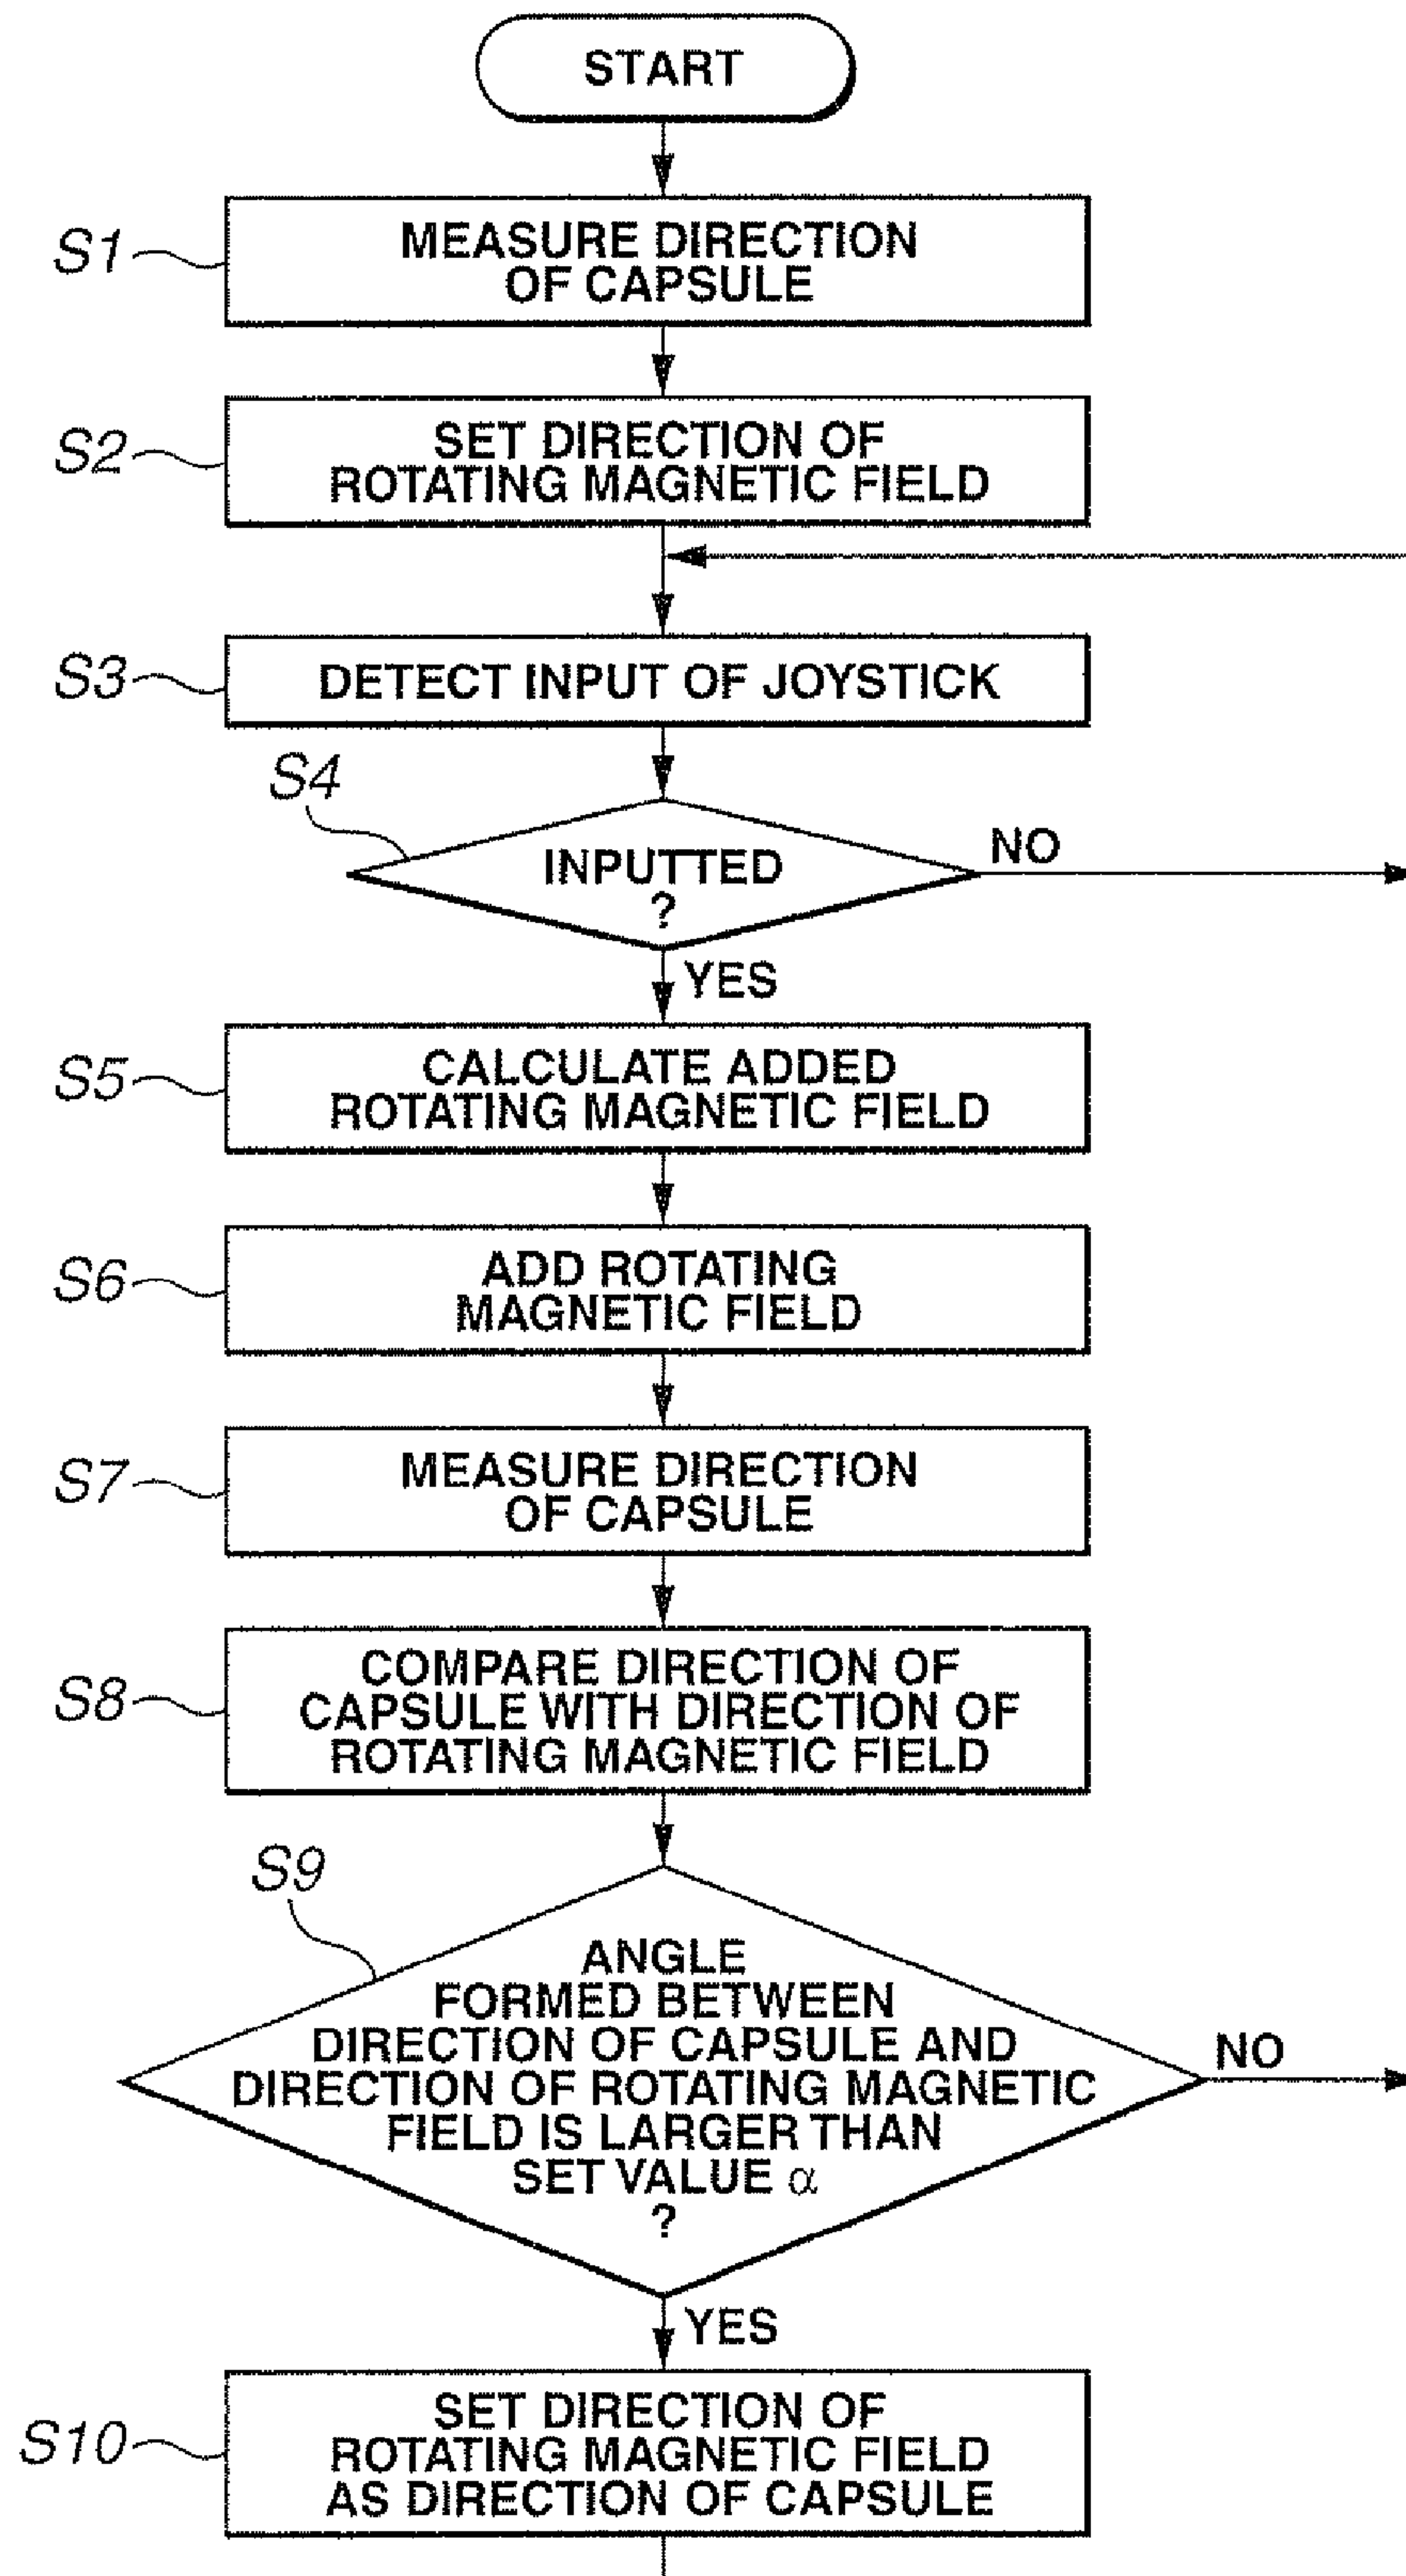 START
S1
MEASURE DIRECTION
OF CAPSULE
S2
SET DIRECTION OF
ROTATING MAGNETIC FIELD
S3
DETECT INPUT OF JOYSTICK
S4
INPUTTED
?
NO
YES
S5
CALCULATE ADDED
ROTATING MAGNETIC FIELD
S6
ADD ROTATING
MAGNETIC FIELD
S7
MEASURE DIRECTION
OF CAPSULE
S8
COMPARE DIRECTION OF
CAPSULE WITH DIRECTION OF
ROTATING MAGNETIC FIELD
S9
ANGLE
FORMED BETWEEN
DIRECTION OF CAPSULE AND
DIRECTION OF ROTATING MAGNETIC
FIELD IS LARGER THAN
SET VALUE α
?
NO
YES
S10
SET DIRECTION OF
ROTATING MAGNETIC FIELD
AS DIRECTION OF CAPSULE